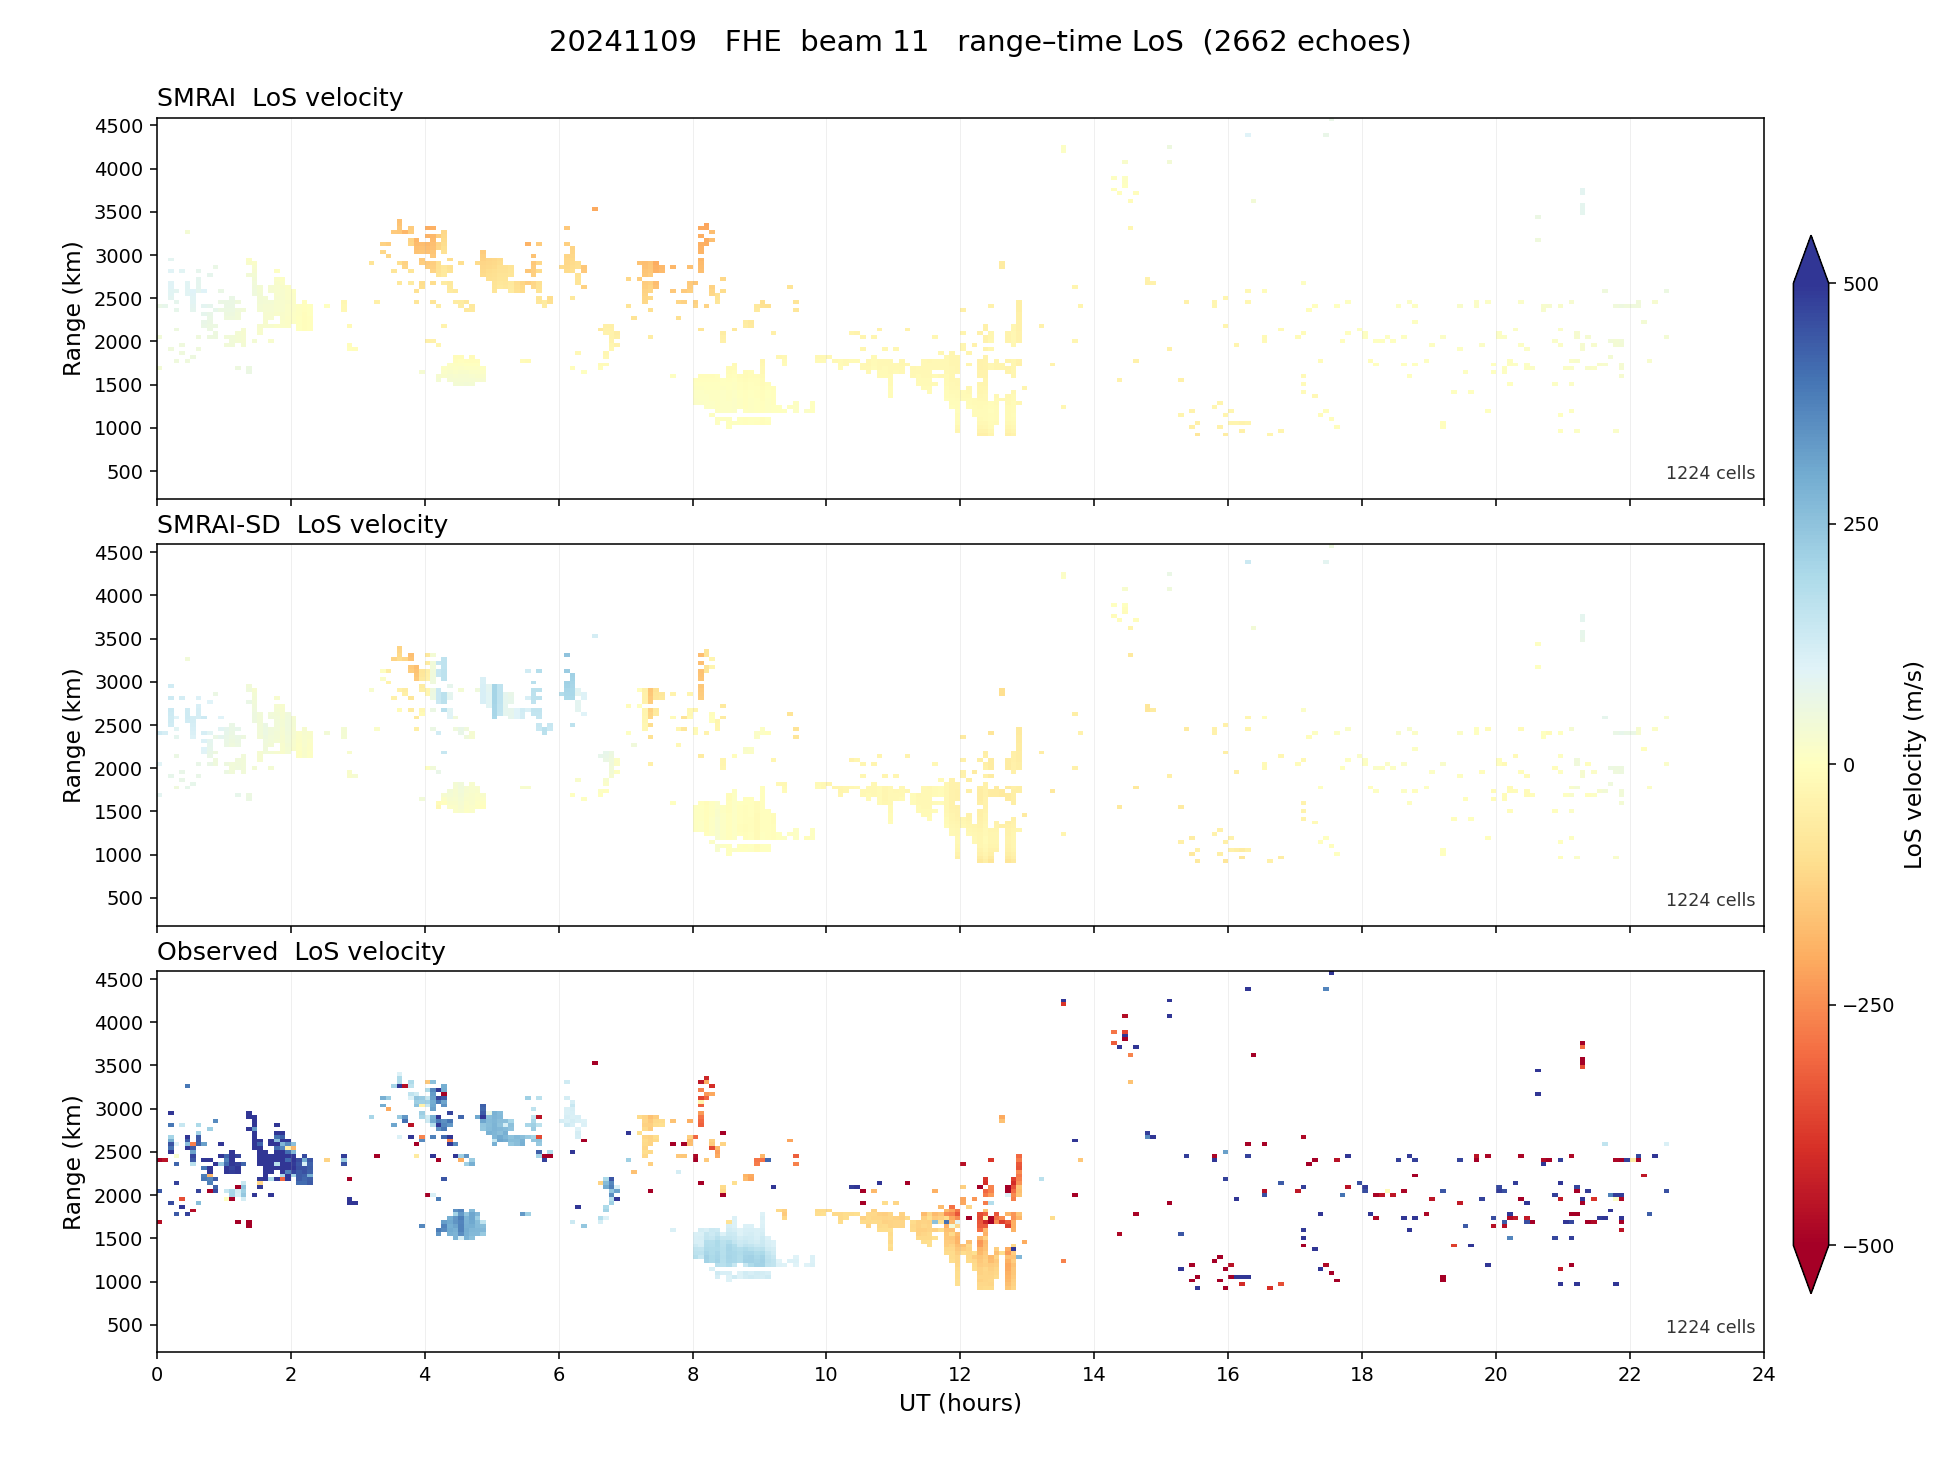 20241109 FHE beam 11 range–time LoS (2662 echoes)
SMRAI LoS velocity
4500
4000
3500
3000
2500
2000
1500
1000
500
Range (km)
1224 cells
SMRAI-SD LoS velocity
4500
4000
3500
3000
2500
2000
1500
1000
500
Range (km)
1224 cells
Observed LoS velocity
4500
4000
3500
3000
2500
2000
1500
1000
500
Range (km)
1224 cells
0 2 4 6 8 10 12 14 16 18 20 22 24
UT (hours)
500
250
0
−250
−500
LoS velocity (m/s)